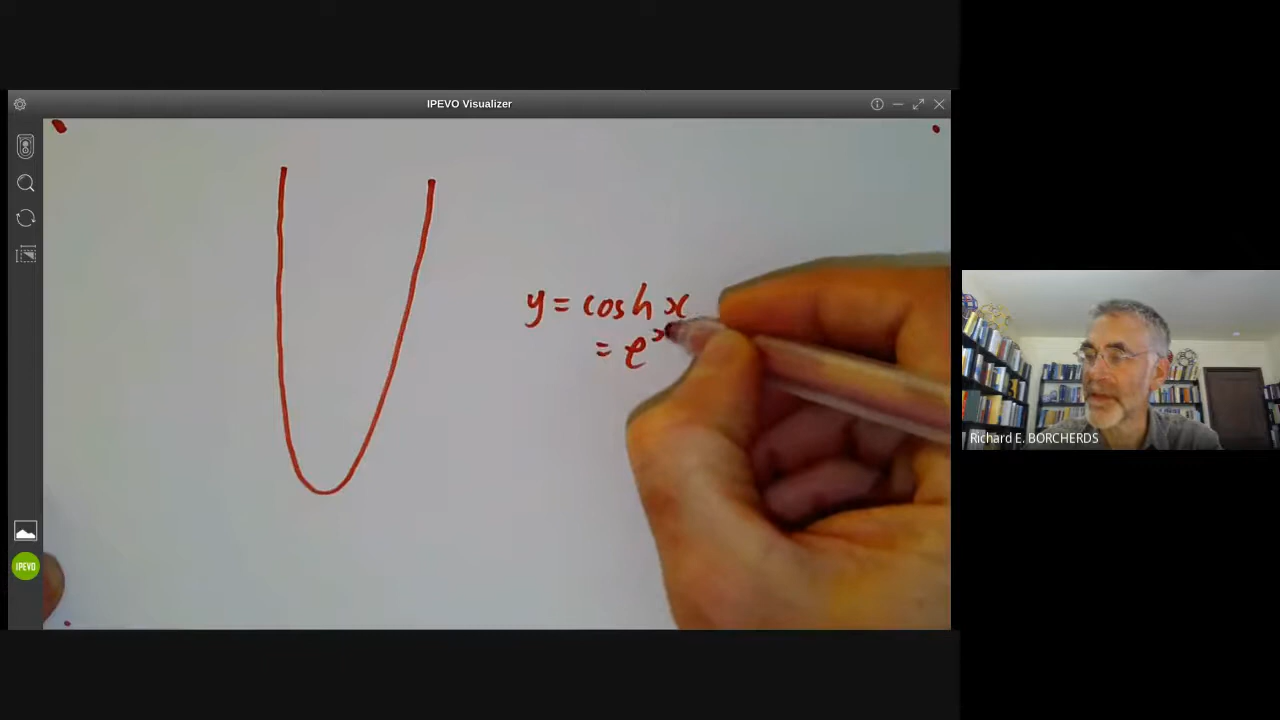 IPEVO Visualizer
y = cosh x
= e^x
IPEVO
Richard E. BORCHERDS